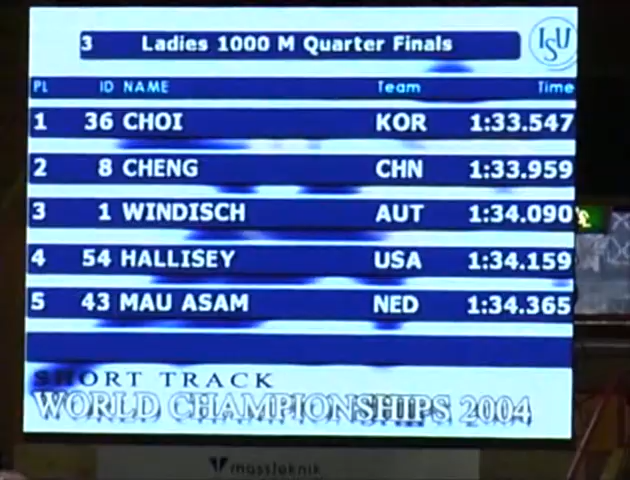 3 Ladies 1000 M Quarter Finals
ISU
PL ID NAME Team Time
1 36 CHOI KOR 1:33.547
2 8 CHENG CHN 1:33.959
3 1 WINDISCH AUT 1:34.090
4 54 HALLISEY USA 1:34.159
5 43 MAU ASAM NED 1:34.365
SHORT TRACK
WORLD CHAMPIONSHIPS 2004
massteknik